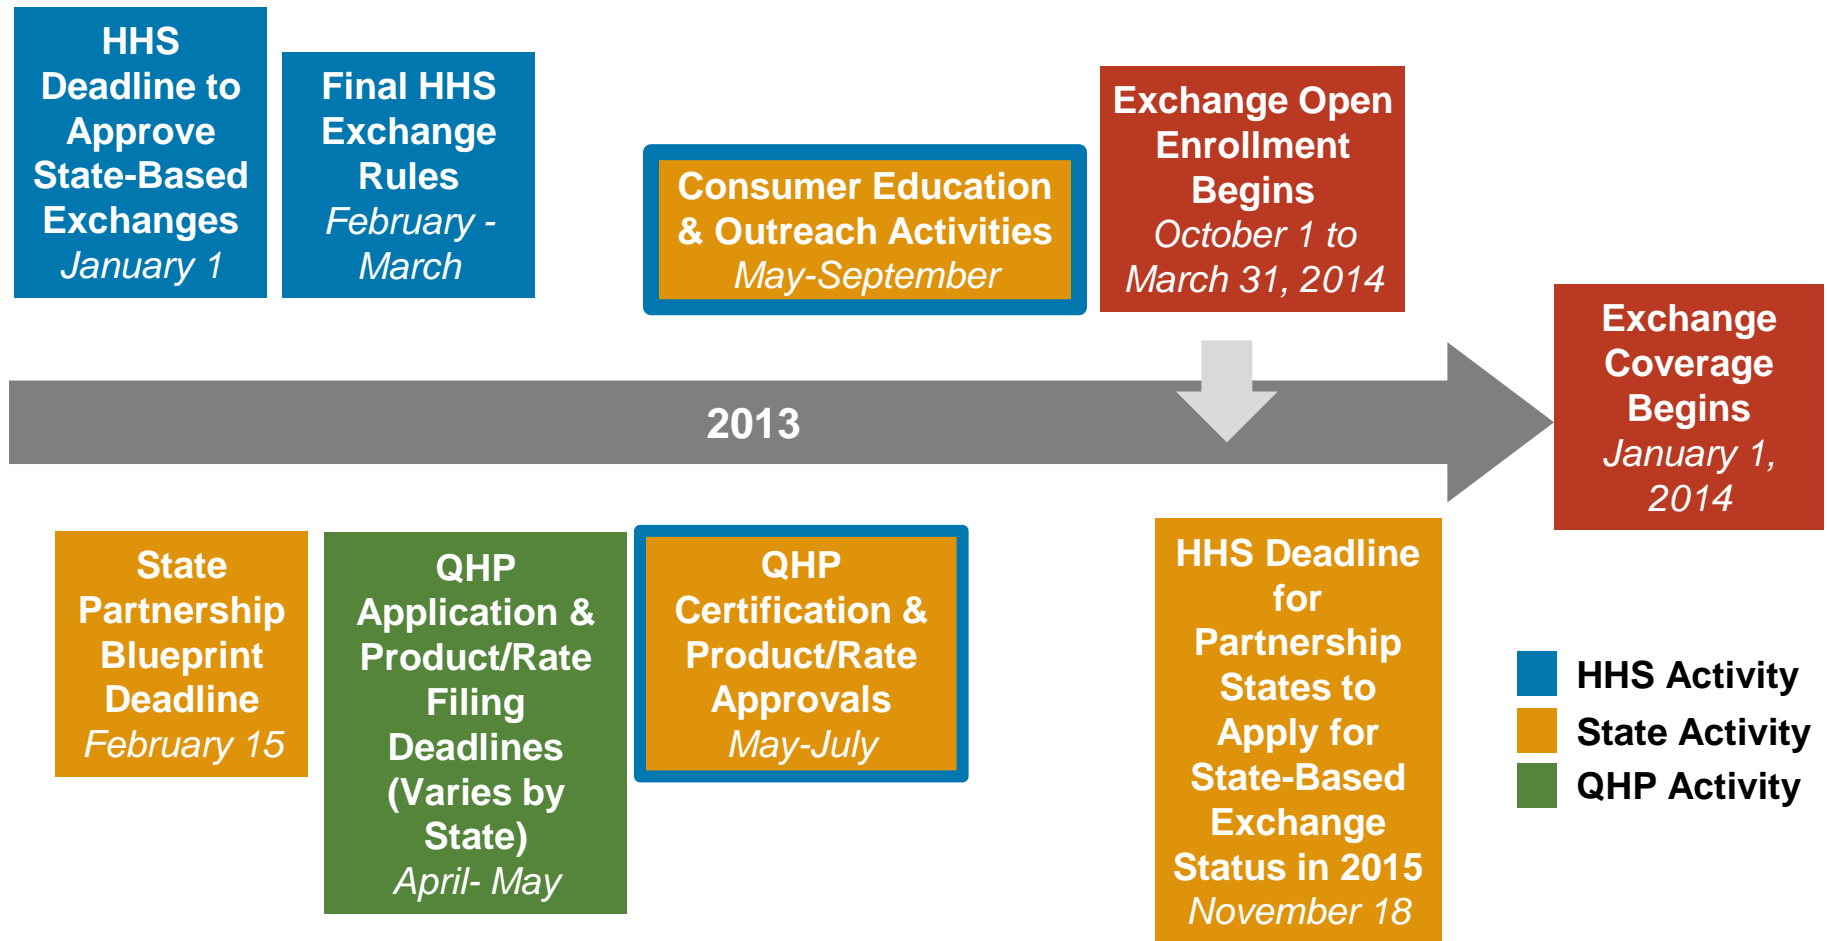 HHS
Deadline to
Approve
State-Based
Exchanges
January 1
Final HHS
Exchange
Rules
February -
March
Consumer Education
& Outreach Activities
May-September
Exchange Open
Enrollment
Begins
October 1 to
March 31, 2014
Exchange
Coverage
Begins
January 1,
2014
2013
State
Partnership
Blueprint
Deadline
February 15
QHP
Application &
Product/Rate
Filing
Deadlines
(Varies by
State)
April- May
QHP
Certification &
Product/Rate
Approvals
May-July
HHS Deadline
for
Partnership
States to
Apply for
State-Based
Exchange
Status in 2015
November 18
HHS Activity
State Activity
QHP Activity